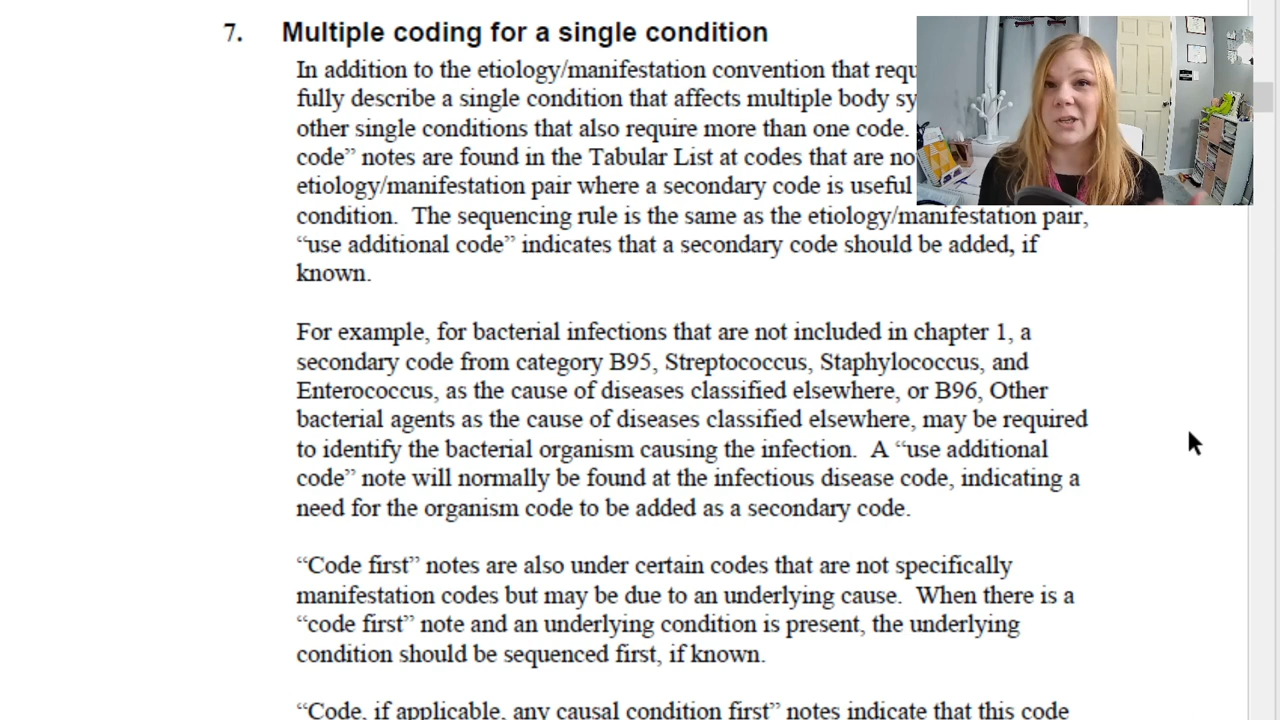 7. Multiple coding for a single condition
In addition to the etiology/manifestation convention that
fully describe a single condition that affects multiple body
other single conditions that also require more than one code.
code” notes are found in the Tabular List at codes that are
etiology/manifestation pair where a secondary code is useful
condition. The sequencing rule is the same as the etiology/manifestation pair,
“use additional code” indicates that a secondary code should be added, if
known.
For example, for bacterial infections that are not included in chapter 1, a
secondary code from category B95, Streptococcus, Staphylococcus, and
Enterococcus, as the cause of diseases classified elsewhere, or B96, Other
bacterial agents as the cause of diseases classified elsewhere, may be required
to identify the bacterial organism causing the infection. A “use additional
code” note will normally be found at the infectious disease code, indicating a
need for the organism code to be added as a secondary code.
“Code first” notes are also under certain codes that are not specifically
manifestation codes but may be due to an underlying cause. When there is a
“code first” note and an underlying condition is present, the underlying
condition should be sequenced first, if known.
“Code, if applicable, any causal condition first” notes indicate that this code